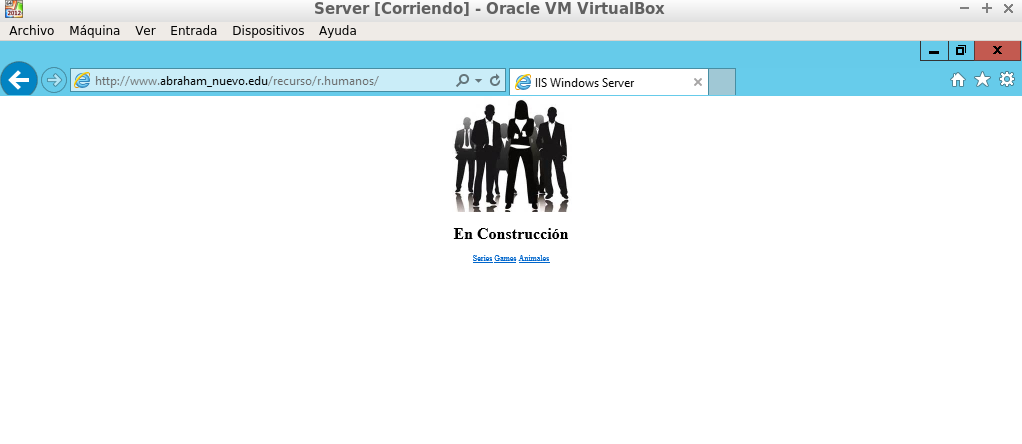 Server [Corriendo] - Oracle VM VirtualBox
2012
Archivo Máquina Ver Entrada Dispositivos Ayuda
http://www.abraham_nuevo.edu/recurso/r.humanos/
IIS Windows Server
En Construcción
Series Games Animales